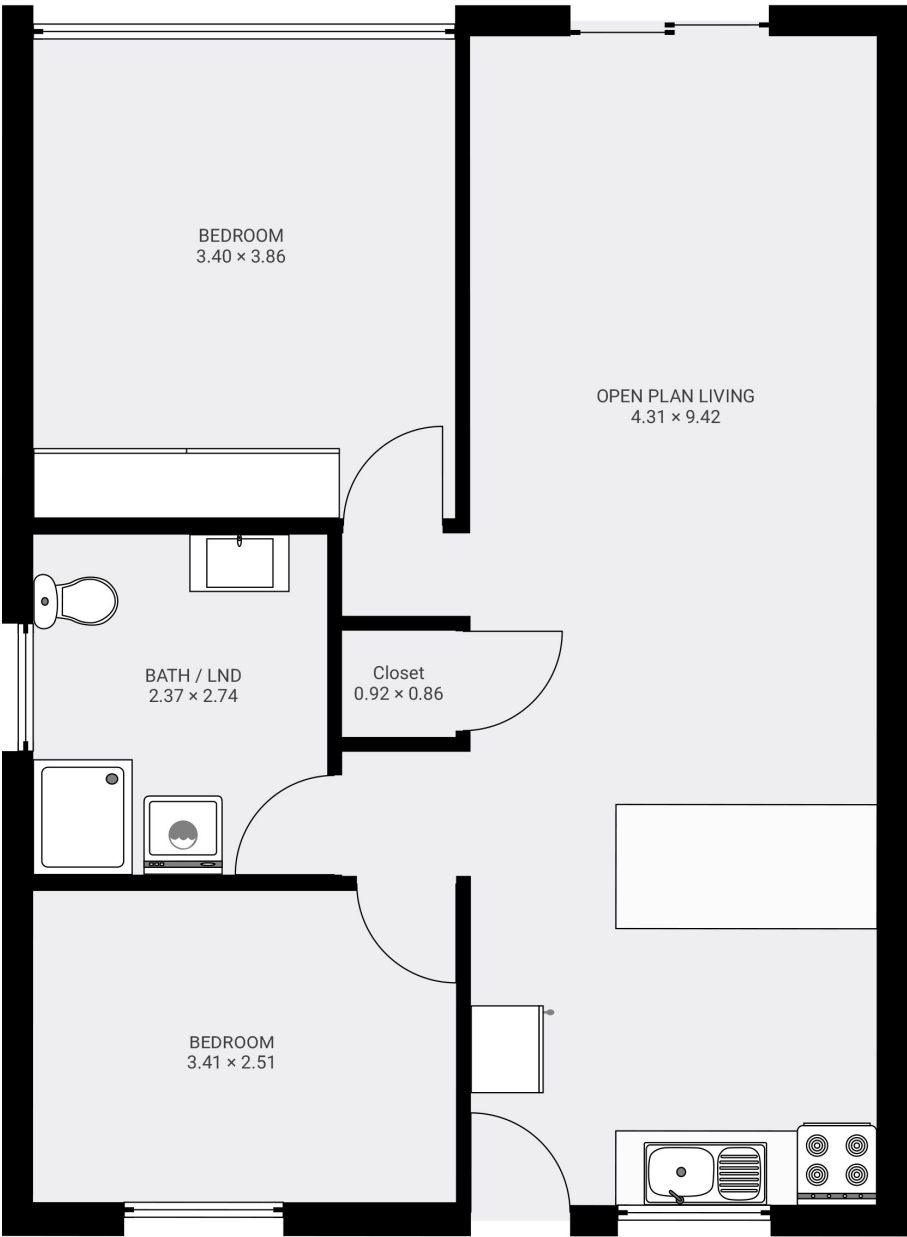 BEDROOM
3.40 × 3.86
OPEN PLAN LIVING
4.31 × 9.42
BATH / LND
2.37 × 2.74
Closet
0.92 × 0.86
BEDROOM
3.41 × 2.51